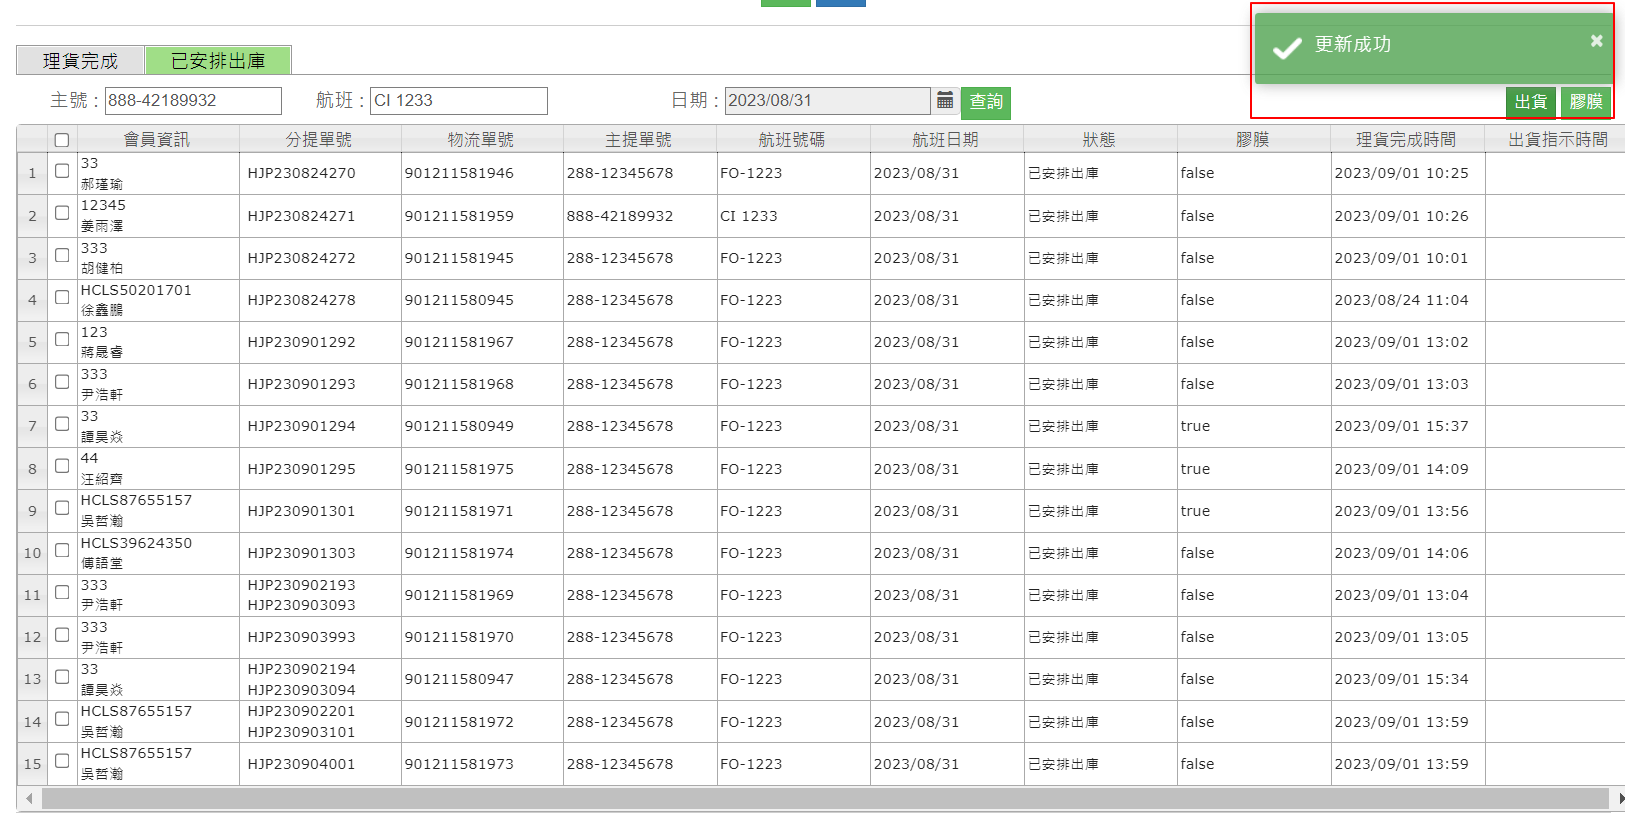 更新成功
理貨完成 已安排出庫
主號： 888-42189932 航班： CI 1233 日期： 2023/08/31 查詢 出貨 膠膜
會員資訊 分提單號 物流單號 主提單號 航班號碼 航班日期 狀態 膠膜 理貨完成時間 出貨指示時間
1 33 郝瑾瑜 HJP230824270 901211581946 288-12345678 FO-1223 2023/08/31 已安排出庫 false 2023/09/01 10:25
2 12345 姜雨澤 HJP230824271 901211581959 888-42189932 CI 1233 2023/08/31 已安排出庫 false 2023/09/01 10:26
3 333 胡健柏 HJP230824272 901211581945 288-12345678 FO-1223 2023/08/31 已安排出庫 false 2023/09/01 10:01
4 HCLS50201701 徐鑫鵬 HJP230824278 901211580945 288-12345678 FO-1223 2023/08/31 已安排出庫 false 2023/08/24 11:04
5 123 蔣晟睿 HJP230901292 901211581967 288-12345678 FO-1223 2023/08/31 已安排出庫 false 2023/09/01 13:02
6 333 尹浩軒 HJP230901293 901211581968 288-12345678 FO-1223 2023/08/31 已安排出庫 false 2023/09/01 13:03
7 33 譚昊焱 HJP230901294 901211580949 288-12345678 FO-1223 2023/08/31 已安排出庫 true 2023/09/01 15:37
8 44 汪紹齊 HJP230901295 901211581975 288-12345678 FO-1223 2023/08/31 已安排出庫 true 2023/09/01 14:09
9 HCLS87655157 吳哲瀚 HJP230901301 901211581971 288-12345678 FO-1223 2023/08/31 已安排出庫 true 2023/09/01 13:56
10 HCLS39624350 傅語堂 HJP230901303 901211581974 288-12345678 FO-1223 2023/08/31 已安排出庫 false 2023/09/01 14:06
11 333 尹浩軒 HJP230902193 HJP230903093 901211581969 288-12345678 FO-1223 2023/08/31 已安排出庫 false 2023/09/01 13:04
12 333 尹浩軒 HJP230903993 901211581970 288-12345678 FO-1223 2023/08/31 已安排出庫 false 2023/09/01 13:05
13 33 譚昊焱 HJP230902194 HJP230903094 901211580947 288-12345678 FO-1223 2023/08/31 已安排出庫 false 2023/09/01 15:34
14 HCLS87655157 吳哲瀚 HJP230902201 HJP230903101 901211581972 288-12345678 FO-1223 2023/08/31 已安排出庫 false 2023/09/01 13:59
15 HCLS87655157 吳哲瀚 HJP230904001 901211581973 288-12345678 FO-1223 2023/08/31 已安排出庫 false 2023/09/01 13:59